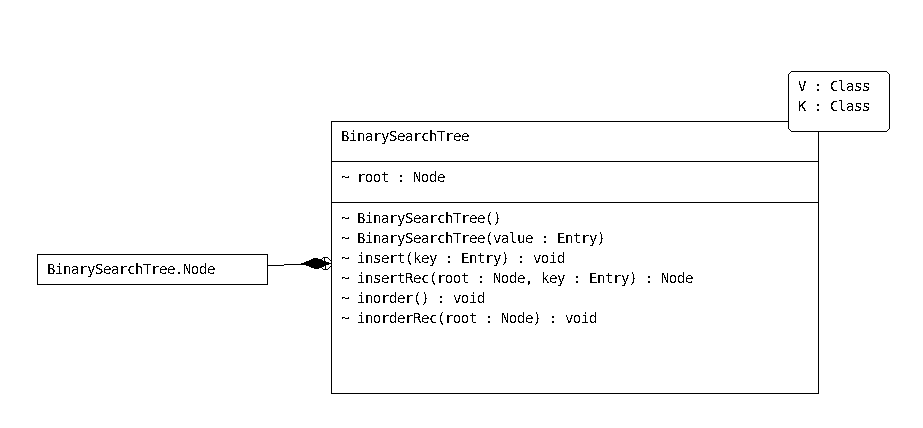 V : Class
K : Class
BinarySearchTree
~ root : Node
~ BinarySearchTree()
~ BinarySearchTree(value : Entry)
~ insert(key : Entry) : void
~ insertRec(root : Node, key : Entry) : Node
~ inorder() : void
~ inorderRec(root : Node) : void
BinarySearchTree.Node